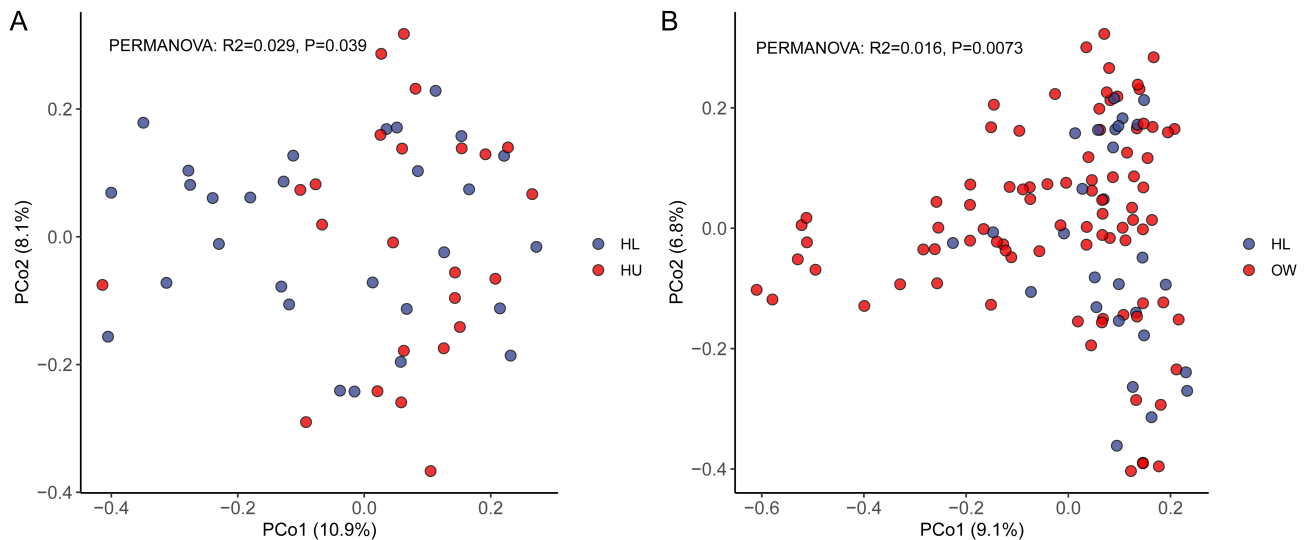 A
PERMANOVA: R2=0.029, P=0.039
0.2
0.0
−0.2
−0.4
PCo2 (8.1%)
−0.4
−0.2
0.0
0.2
PCo1 (10.9%)
HL
HU
B
PERMANOVA: R2=0.016, P=0.0073
0.2
0.0
−0.2
−0.4
PCo2 (6.8%)
−0.6
−0.4
−0.2
0.0
0.2
PCo1 (9.1%)
HL
OW